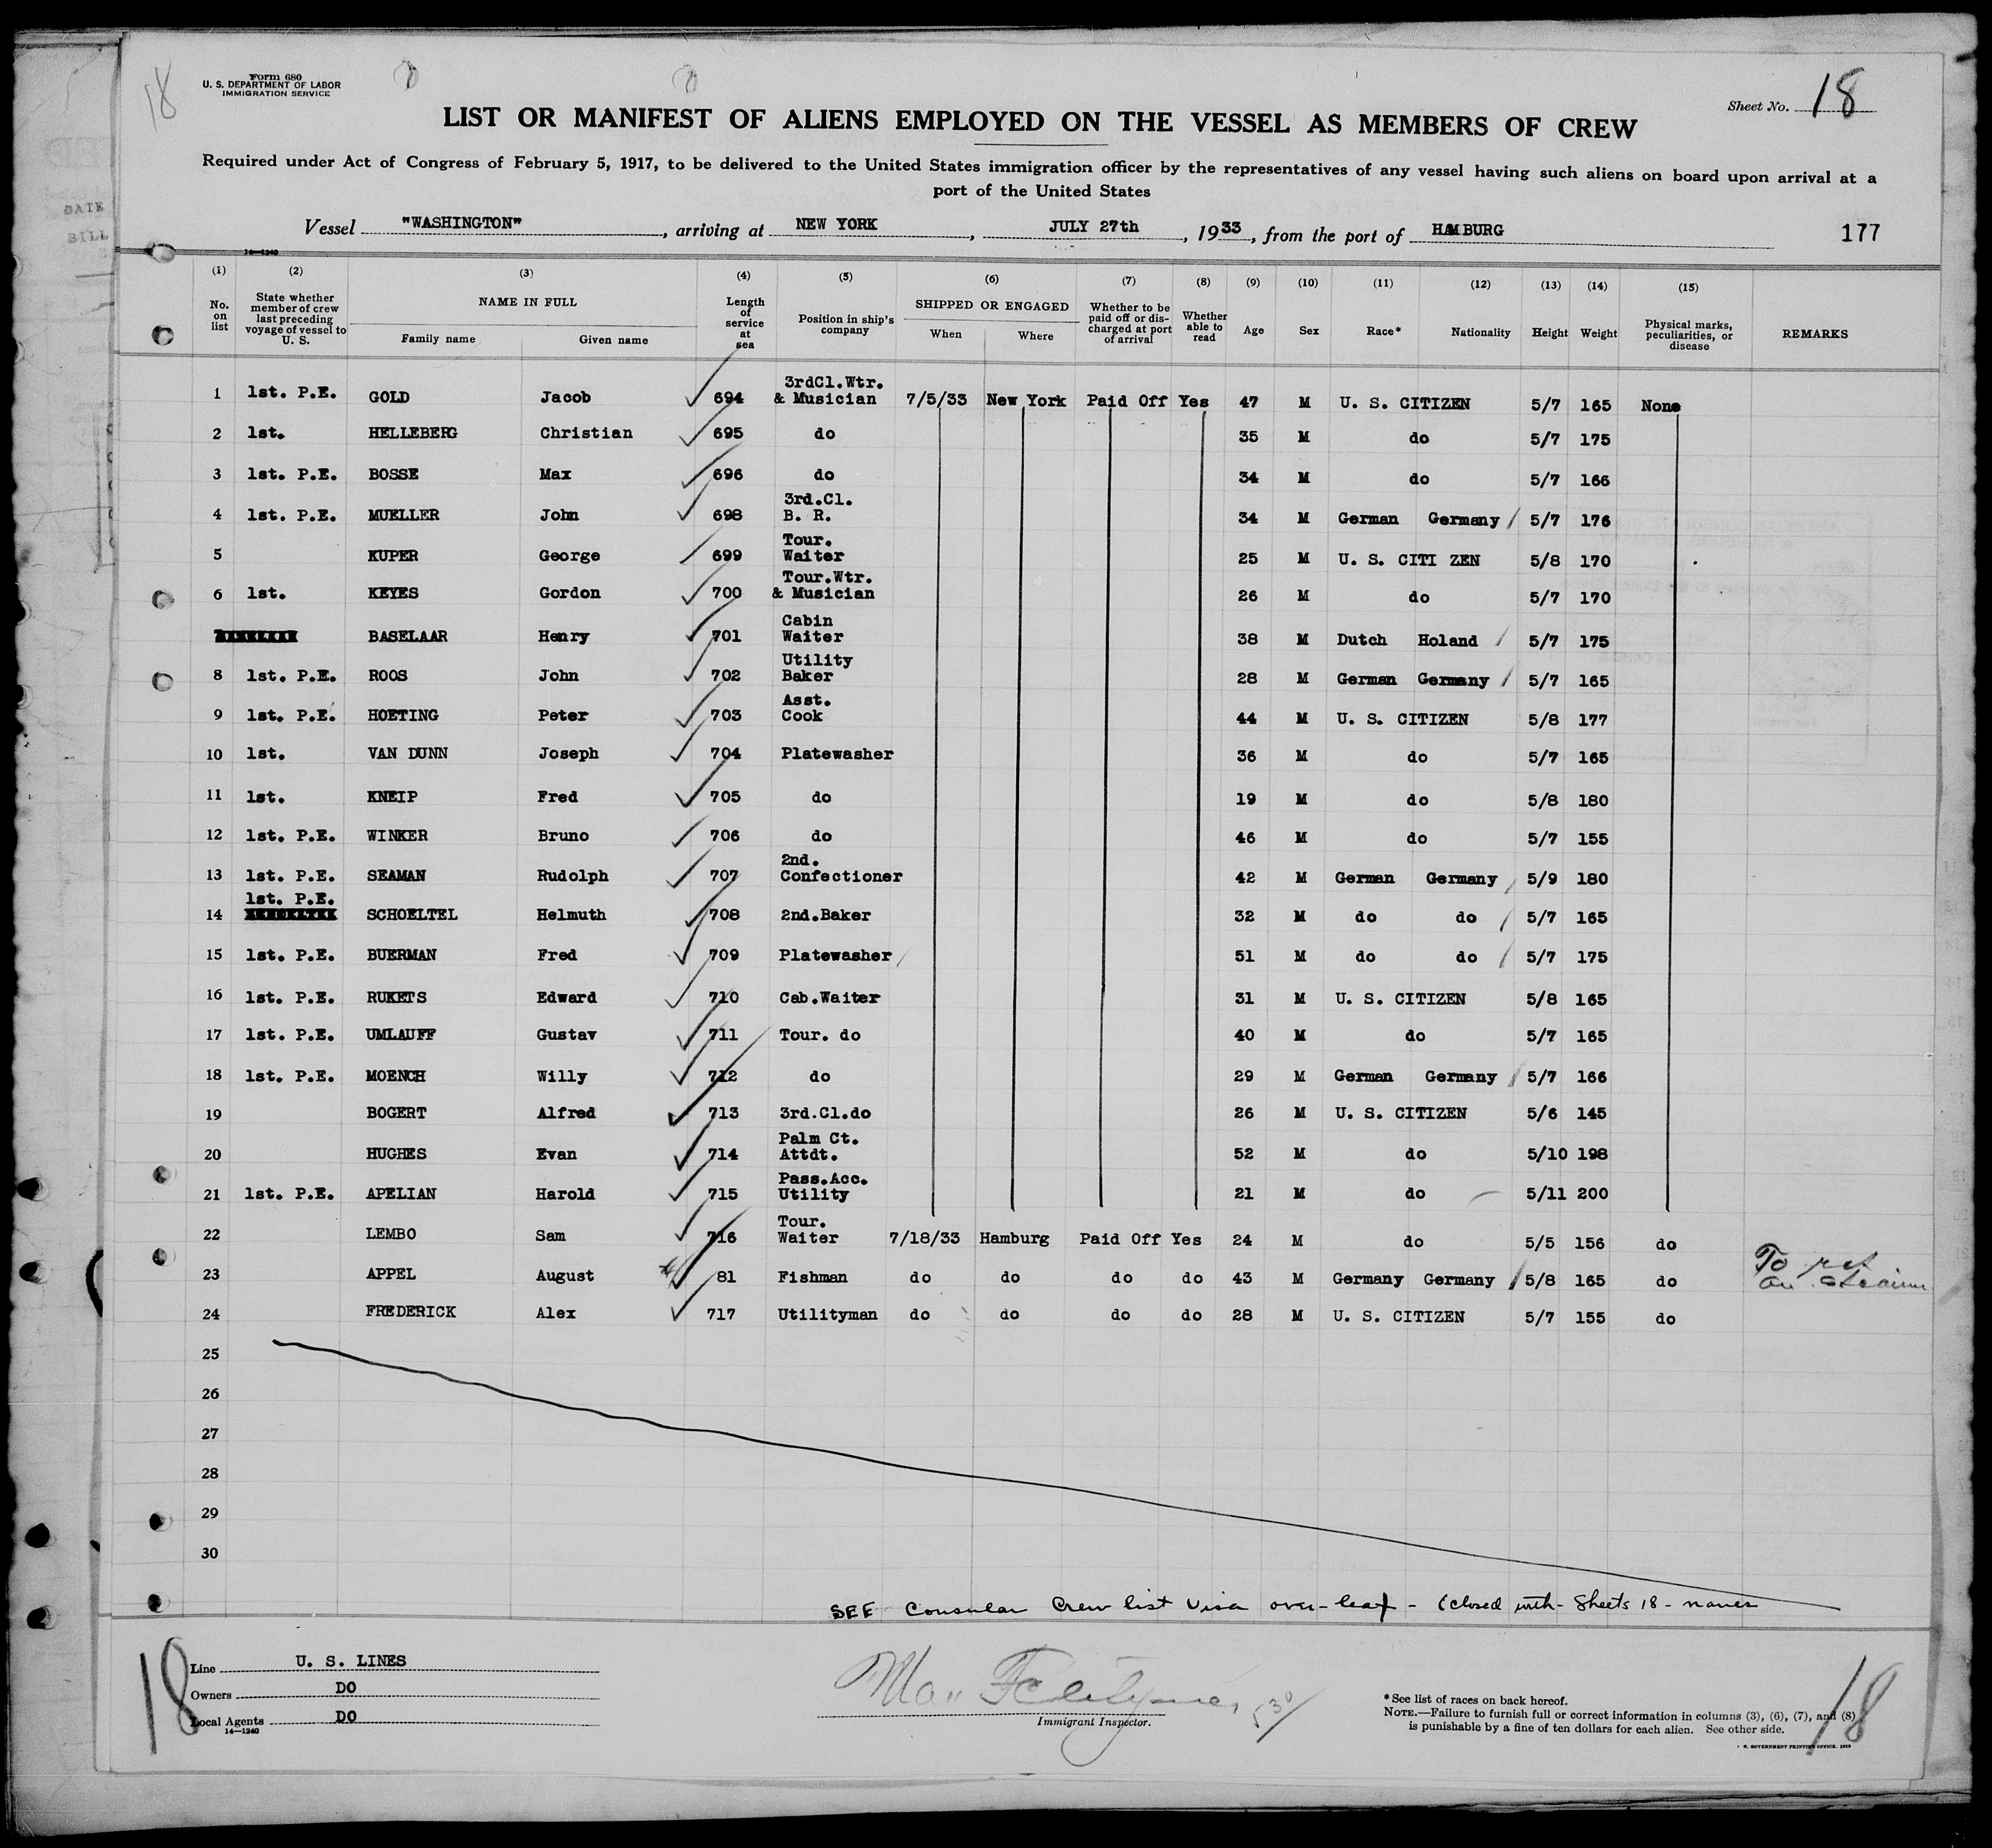 Form 680
U. S. DEPARTMENT OF LABOR
IMMIGRATION SERVICE
18
Sheet No. 18
LIST OR MANIFEST OF ALIENS EMPLOYED ON THE VESSEL AS MEMBERS OF CREW
Required under Act of Congress of February 5, 1917, to be delivered to the United States immigration officer by the representatives of any vessel having such aliens on board upon arrival at a
port of the United States
Vessel "WASHINGTON", arriving at NEW YORK, JULY 27th, 1933, from the port of HAMBURG 177
14—1240
(1) (2) (3) (4) (5) (6) (7) (8) (9) (10) (11) (12) (13) (14) (15)
No. on list State whether member of crew last preceding voyage of vessel to U. S. NAME IN FULL Family name Given name Length of service at sea Position in ship's company SHIPPED OR ENGAGED When Where Whether to be paid off or discharged at port of arrival Whether able to read Age Sex Race* Nationality Height Weight Physical marks, peculiarities, or disease REMARKS
1 1st. P.E. GOLD Jacob 694 3rdCl.Wtr. & Musician 7/5/33 New York Paid Off Yes 47 M U. S. CITIZEN 5/7 165 None
2 1st. HELLEBERG Christian 695 do 35 M do 5/7 175
3 1st. P.E. BOSSE Max 696 do 34 M do 5/7 166
4 1st. P.E. MUELLER John 698 3rd.Cl. B. R. 34 M German Germany 5/7 176
5 KUPER George 699 Tour. Waiter 25 M U. S. CITI ZEN 5/8 170
6 1st. KEYES Gordon 700 Tour.Wtr. & Musician 26 M do 5/7 170
BASELAAR Henry 701 Cabin Waiter 38 M Dutch Holand 5/7 175
8 1st. P.E. ROOS John 702 Utility Baker 28 M German Germany 5/7 165
9 1st. P.E. HOETING Peter 703 Asst. Cook 44 M U. S. CITIZEN 5/8 177
10 1st. VAN DUNN Joseph 704 Platewasher 36 M do 5/7 165
11 1st. KNEIP Fred 705 do 19 M do 5/8 180
12 1st. P.E. WINKER Bruno 706 do 46 M do 5/7 155
13 1st. P.E. SEAMAN Rudolph 707 2nd. Confectioner 42 M German Germany 5/9 180
14 1st. P.E. SCHOELTEL Helmuth 708 2nd.Baker 32 M do do 5/7 165
15 1st. P.E. BUERMAN Fred 709 Platewasher 51 M do do 5/7 175
16 1st. P.E. RUKETS Edward 710 Cab.Waiter 31 M U. S. CITIZEN 5/8 165
17 1st. P.E. UMLAUFF Gustav 711 Tour. do 40 M do 5/7 165
18 1st. P.E. MOENCH Willy 712 do 29 M German Germany 5/7 166
19 BOGERT Alfred 713 3rd.Cl.do 26 M U. S. CITIZEN 5/6 145
20 HUGHES Evan 714 Palm Ct. Attdt. 52 M do 5/10 198
21 1st. P.E. APELIAN Harold 715 Pass.Acc. Utility 21 M do 5/11 200
22 LEMBO Sam 716 Tour. Waiter 7/18/33 Hamburg Paid Off Yes 24 M do 5/5 156 do
23 APPEL August 81 Fishman do do do do 43 M Germany Germany 5/8 165 do To ret
24 FREDERICK Alex 717 Utilityman do do do do 28 M U. S. CITIZEN 5/7 155 do
25
26
27
28
29
30
SEE Consular Crew list Visa over-leaf - Closed with - Sheets 18 - names
18
Line U. S. LINES
Owners DO
Local Agents DO
14—1240
Immigrant Inspector.
530
*See list of races on back hereof.
NOTE.—Failure to furnish full or correct information in columns (3), (6), (7), and (8)
is punishable by a fine of ten dollars for each alien. See other side.
18
DATE
BILL